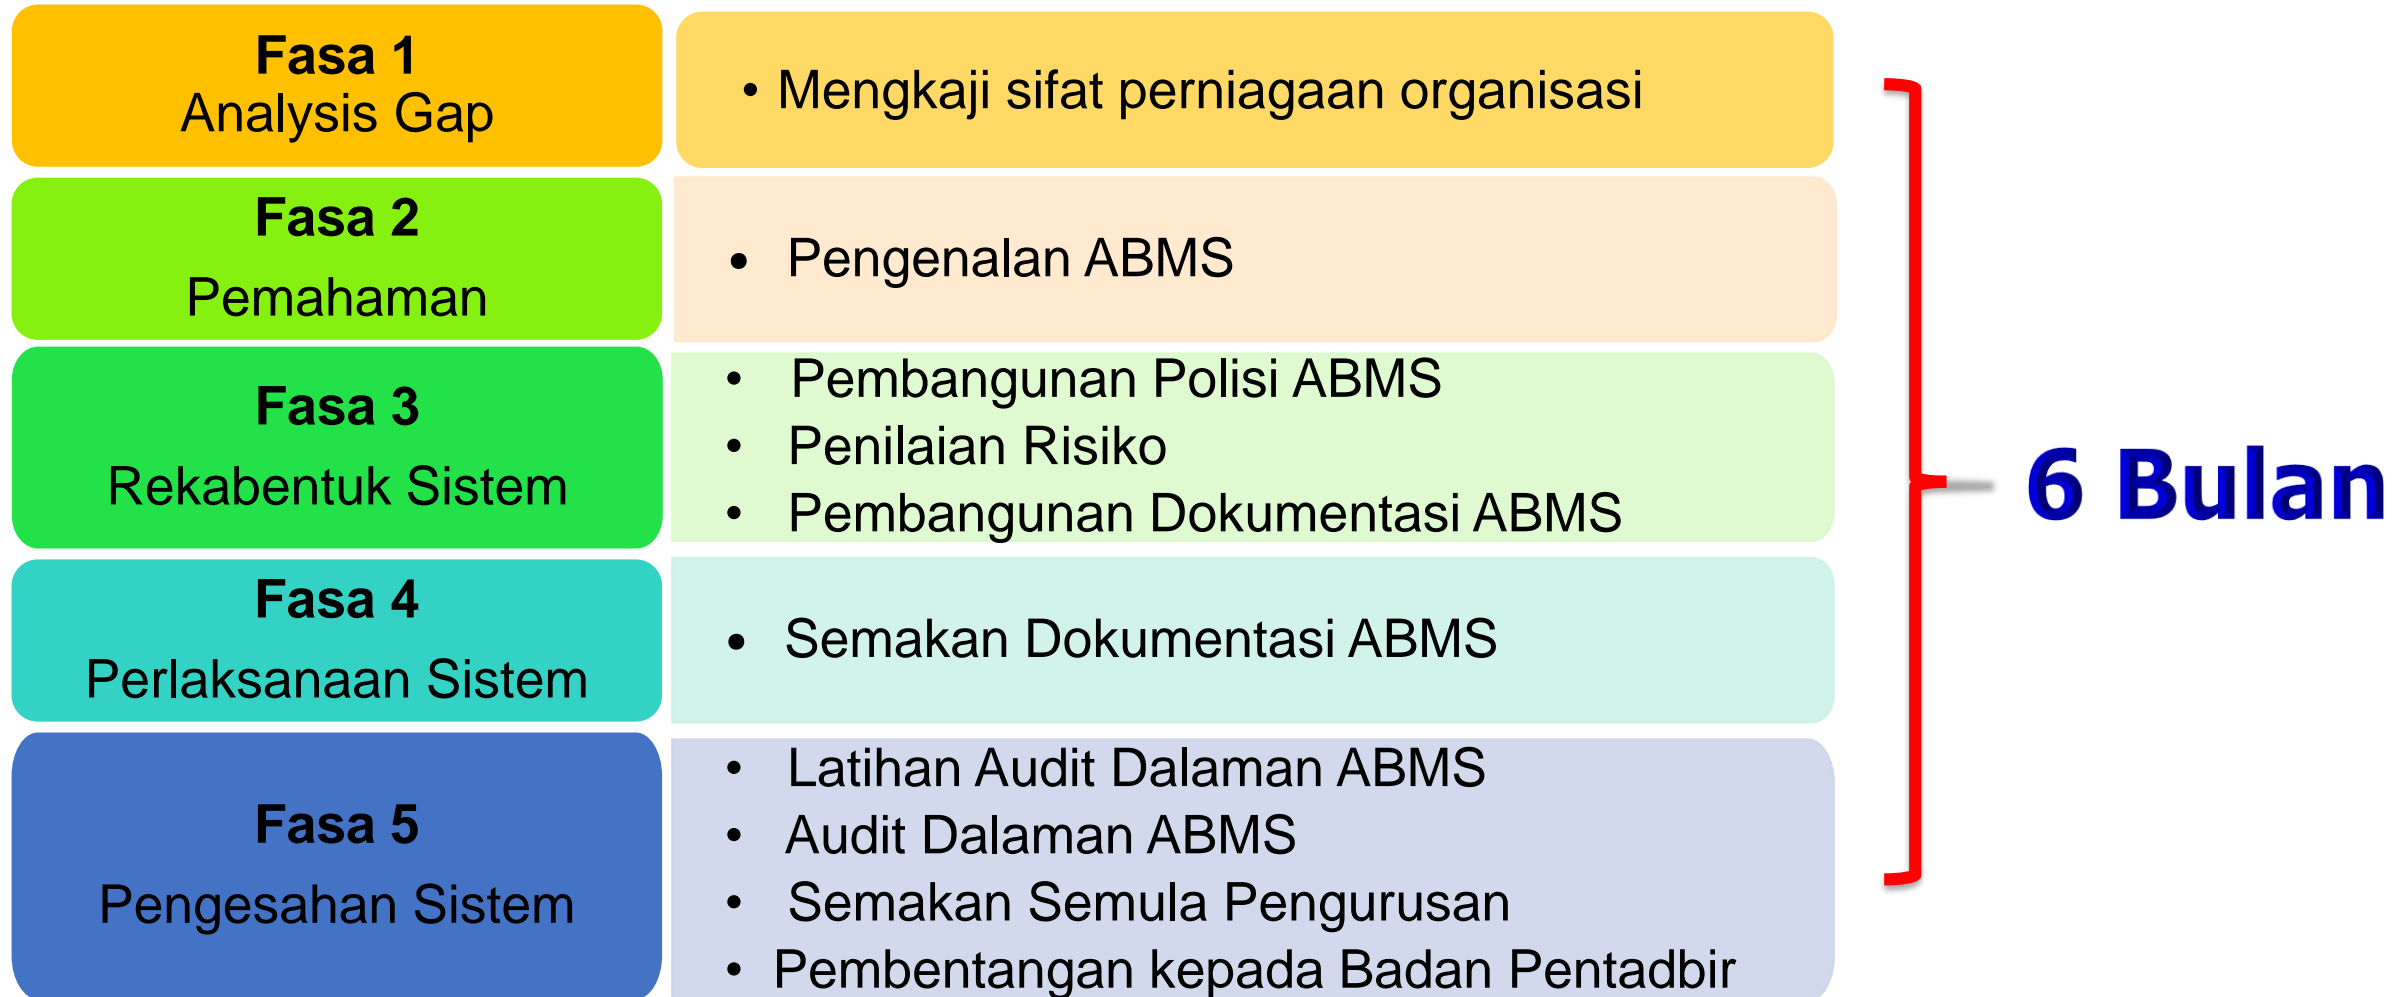 Fasa 1
Analysis Gap
• Mengkaji sifat perniagaan organisasi
Fasa 2
Pemahaman
• Pengenalan ABMS
Fasa 3
Rekabentuk Sistem
• Pembangunan Polisi ABMS
• Penilaian Risiko
• Pembangunan Dokumentasi ABMS
Fasa 4
Perlaksanaan Sistem
• Semakan Dokumentasi ABMS
Fasa 5
Pengesahan Sistem
• Latihan Audit Dalaman ABMS
• Audit Dalaman ABMS
• Semakan Semula Pengurusan
• Pembentangan kepada Badan Pentadbir
6 Bulan